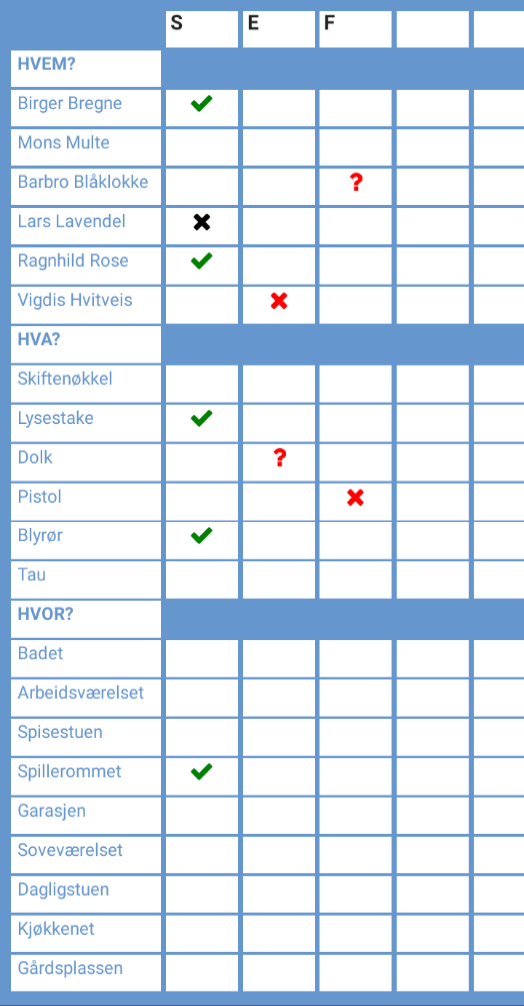 S E F
HVEM?
Birger Bregne
Mons Multe
Barbro Blåklokke ?
Lars Lavendel
Ragnhild Rose
Vigdis Hvitveis
HVA?
Skiftenøkkel
Lysestake
Dolk ?
Pistol
Blyrør
Tau
HVOR?
Badet
Arbeidsværelset
Spisestuen
Spillerommet
Garasjen
Soveværelset
Dagligstuen
Kjøkkenet
Gårdsplassen